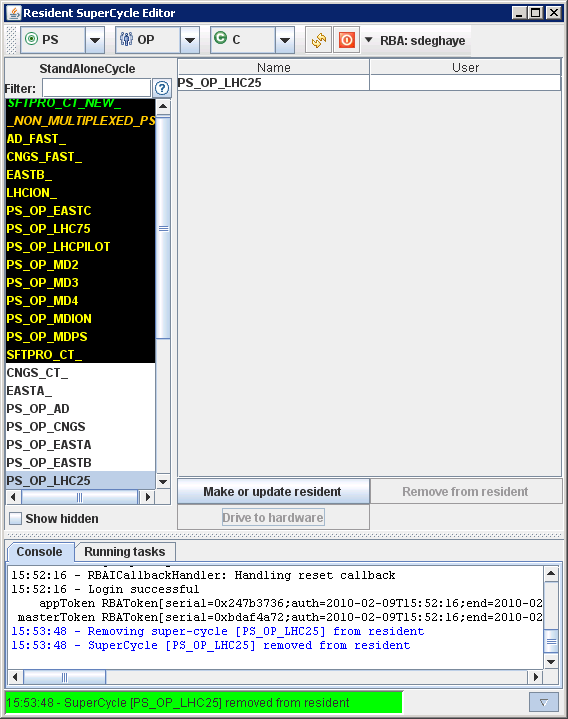 Resident SuperCycle Editor
PS OP C RBA: sdeghaye
StandAloneCycle
Filter:
SFTPRO_CT_NEW_
_NON_MULTIPLEXED_PS
AD_FAST_
CNGS_FAST_
EASTB_
LHCION_
PS_OP_EASTC
PS_OP_LHC75
PS_OP_LHCPILOT
PS_OP_MD2
PS_OP_MD3
PS_OP_MD4
PS_OP_MDION
PS_OP_MDPS
SFTPRO_CT_
CNGS_CT_
EASTA_
PS_OP_AD
PS_OP_CNGS
PS_OP_EASTA
PS_OP_EASTB
PS_OP_LHC25
Show hidden
Name User
PS_OP_LHC25
Make or update resident Remove from resident
Drive to hardware
Console Running tasks
15:52:16 - RBAICallbackHandler: Handling reset callback
15:52:16 - Login successful
appToken RBAToken[serial=0x247b3736;auth=2010-02-09T15:52:16;end=2010-02
masterToken RBAToken[serial=0xbdaf4a72;auth=2010-02-09T15:52:16;end=2010-02
15:53:48 - Removing super-cycle [PS_OP_LHC25] from resident
15:53:48 - SuperCycle [PS_OP_LHC25] removed from resident
15:53:48 - SuperCycle [PS_OP_LHC25] removed from resident